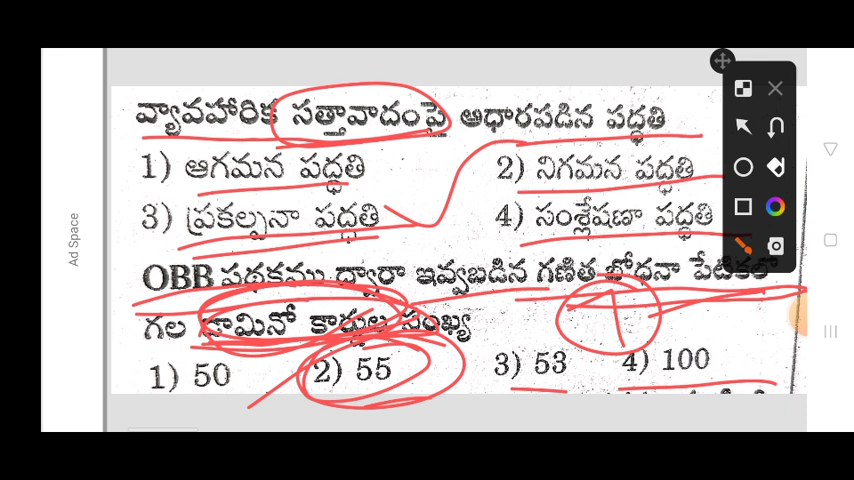 వ్యావహారిక సత్తావాదంపై ఆధారపడిన పద్ధతి
1) ఆగమన పద్ధతి 2) నిగమన పద్ధతి
3) ప్రకల్పనా పద్ధతి 4) సంశ్లేషణా పద్ధతి
OBB పథకము ద్వారా ఇవ్వబడిన గణిత బోధనా పేటికలో
గల డామినో కార్డుల సంఖ్య
1) 50 2) 55 3) 53 4) 100
Ad Space